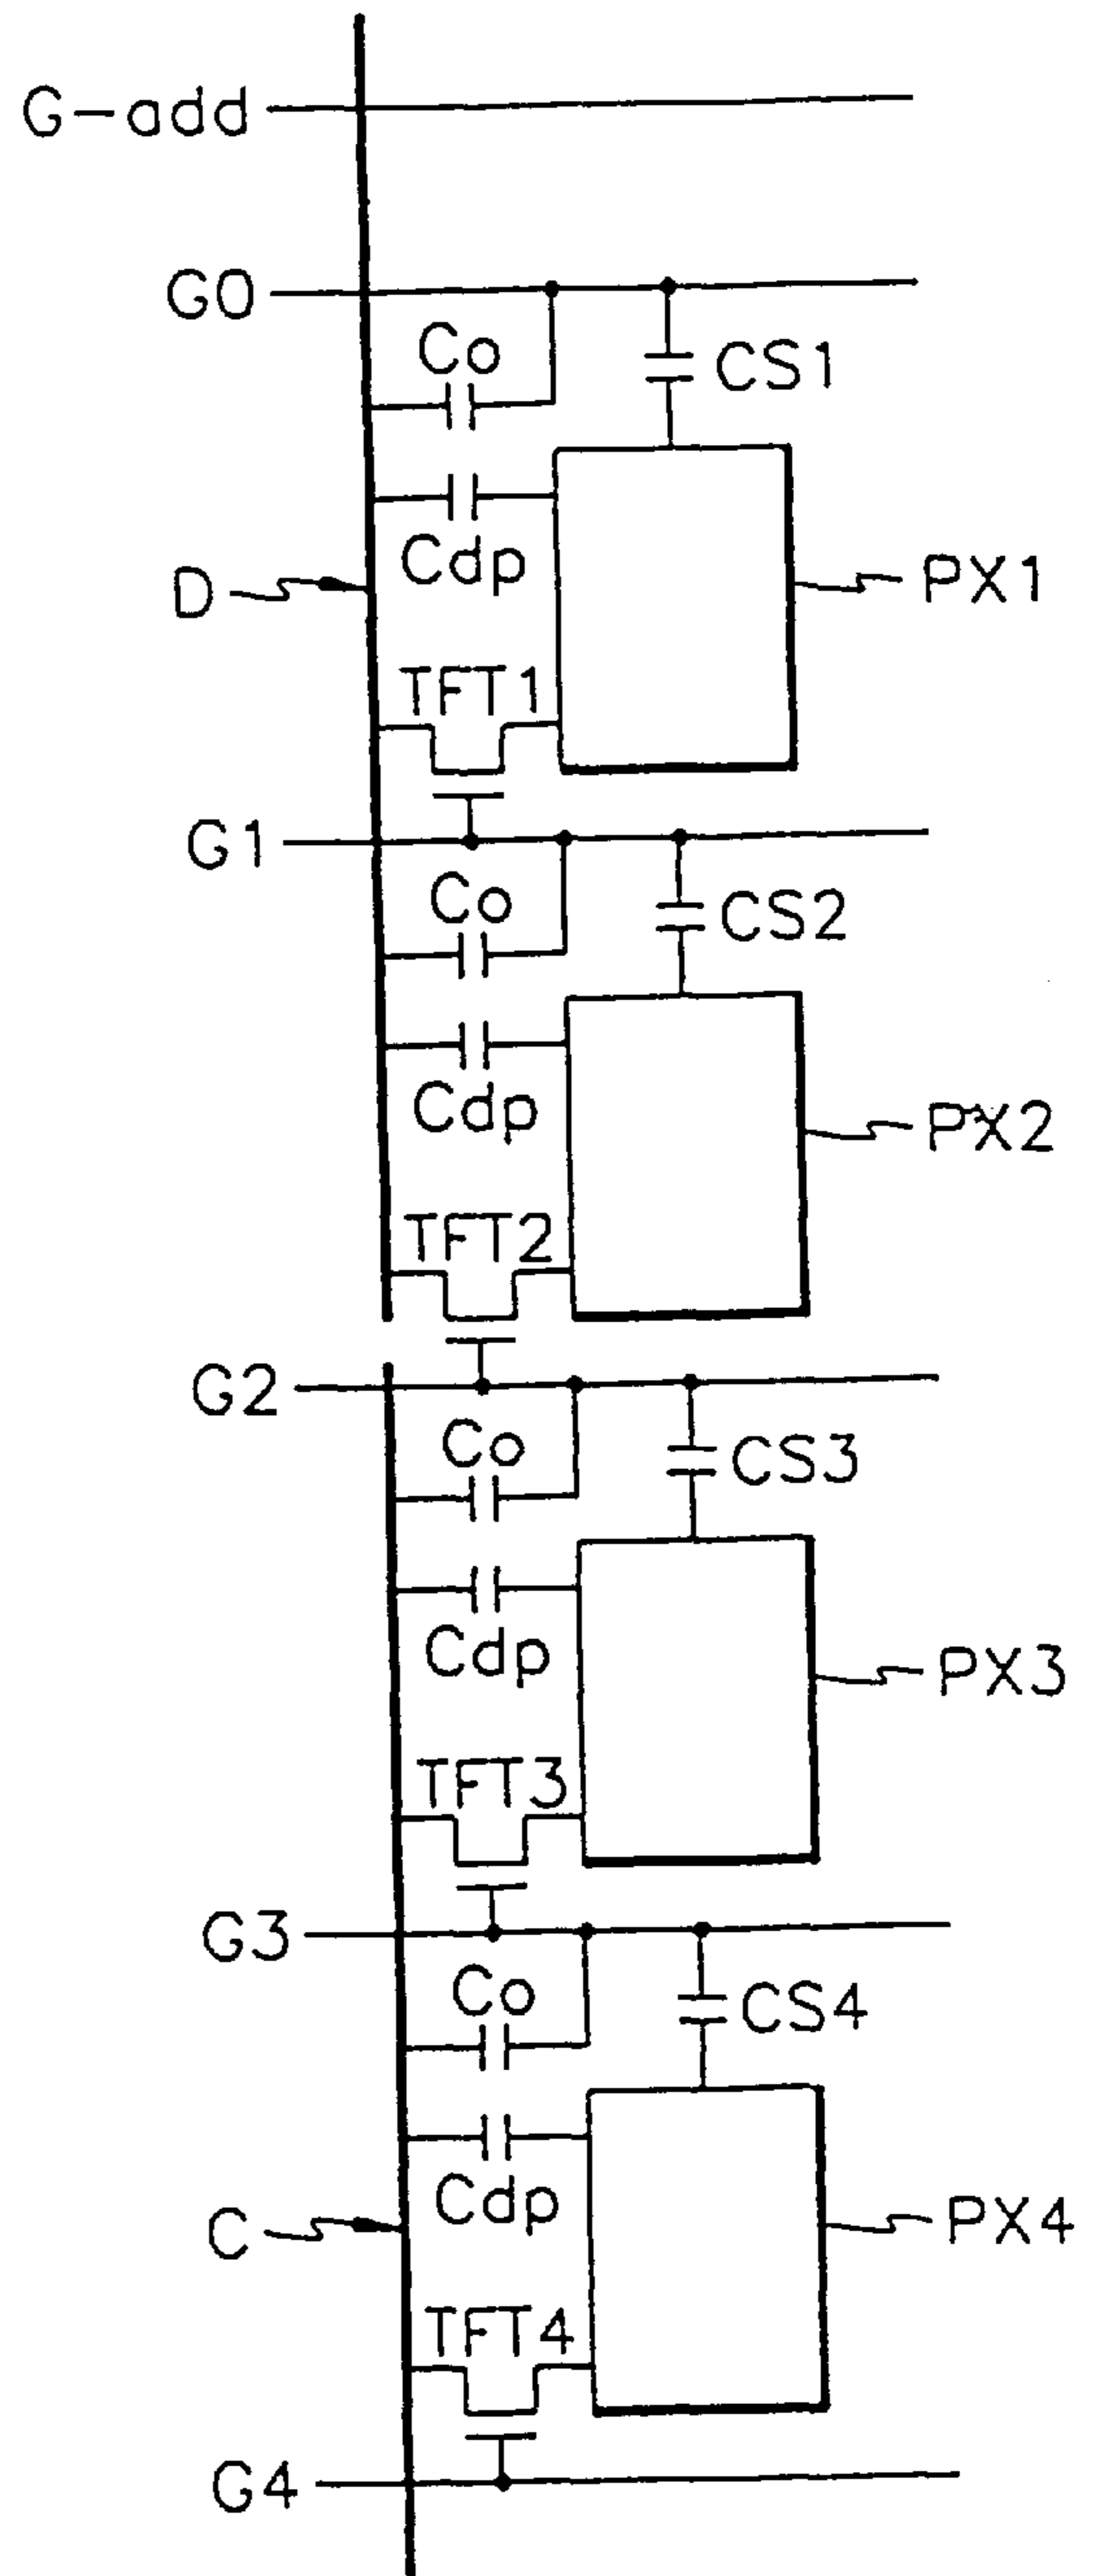 G-add
G0
Co
CS1
Cdp
D
PX1
TFT1
G1
Co
CS2
Cdp
PX2
TFT2
G2
Co
CS3
Cdp
PX3
TFT3
G3
Co
CS4
Cdp
C
PX4
TFT4
G4